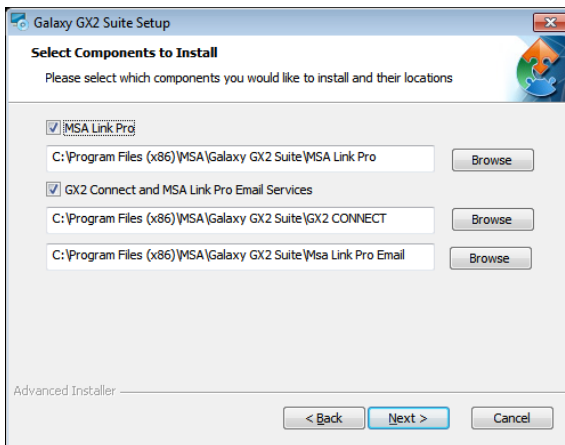 Galaxy GX2 Suite Setup
Select Components to Install
Please select which components you would like to install and their locations
MSA Link Pro
C:\Program Files (x86)\MSA\Galaxy GX2 Suite\MSA Link Pro
Browse
GX2 Connect and MSA Link Pro Email Services
C:\Program Files (x86)\MSA\Galaxy GX2 Suite\GX2 CONNECT
Browse
C:\Program Files (x86)\MSA\Galaxy GX2 Suite\Msa Link Pro Email
Browse
Advanced Installer
< Back Next > Cancel